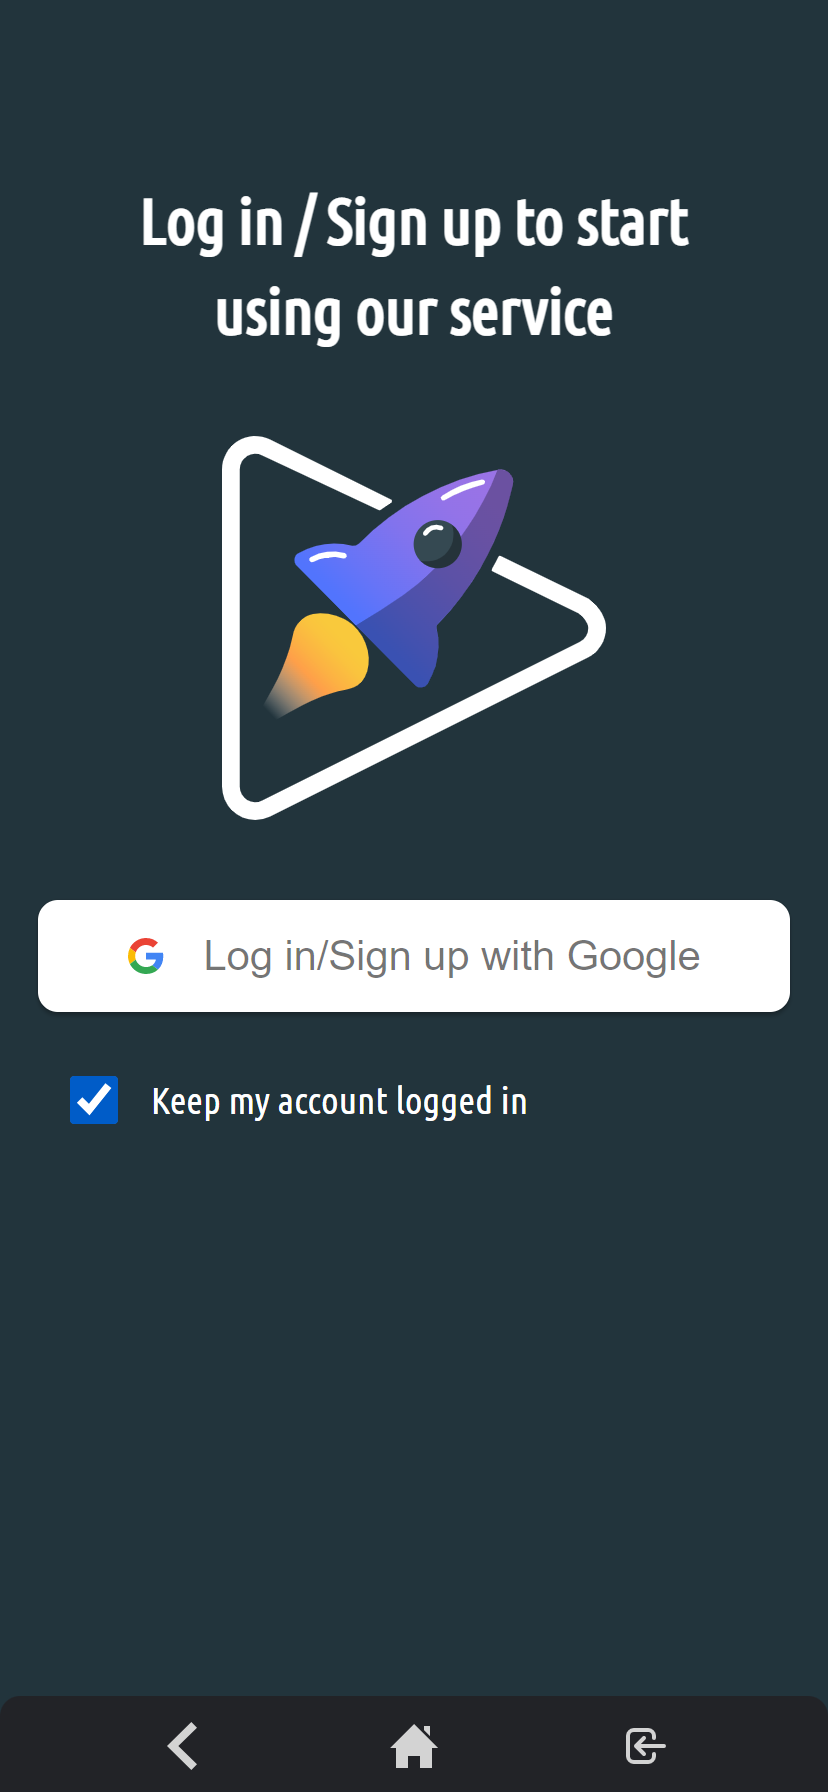 Log in / Sign up to start
using our service
Log in/Sign up with Google
Keep my account logged in